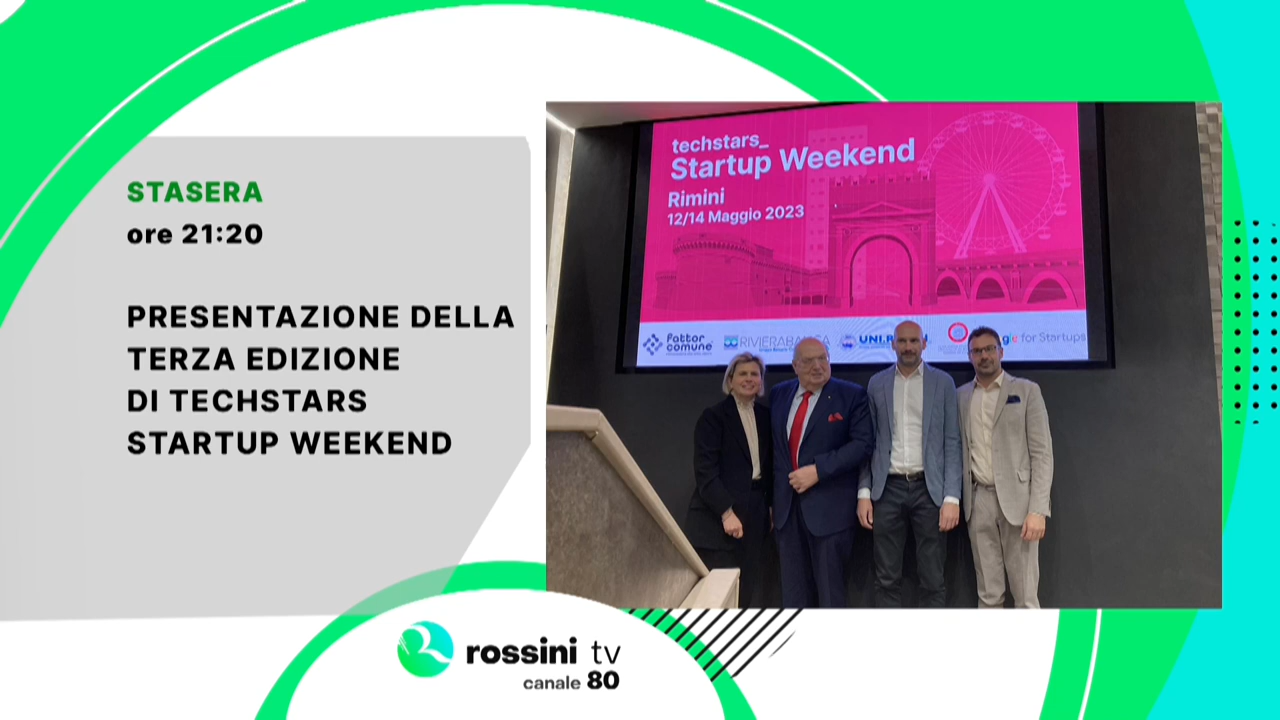 STASERA
ore 21:20
PRESENTAZIONE DELLA
TERZA EDIZIONE
DI TECHSTARS
STARTUP WEEKEND
techstars_
Startup Weekend
Rimini
12/14 Maggio 2023
fattor
comune
RIVIERABANCA
for Startups
rossini tv
canale 80